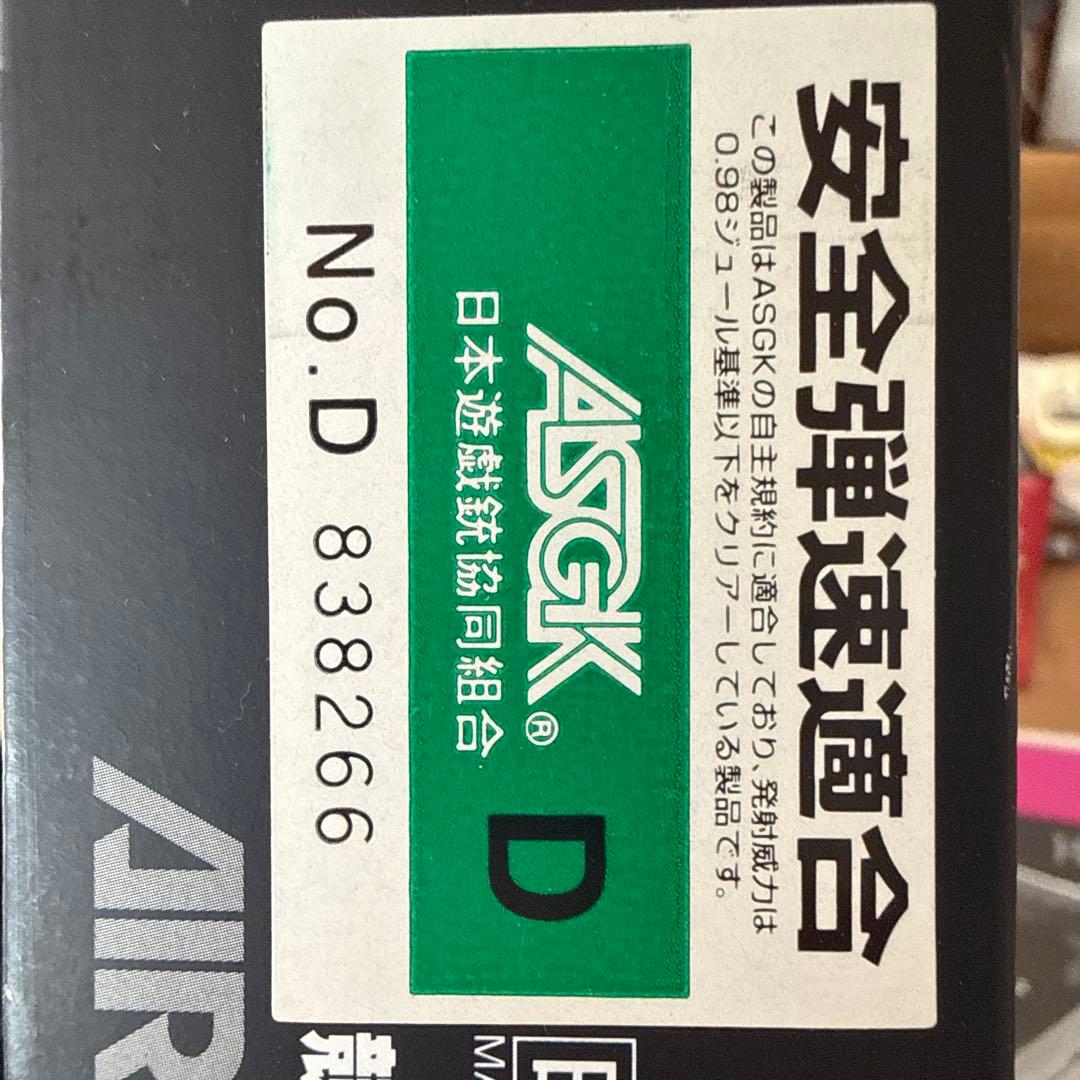 安全弾速適合
この製品はASGKの自主規約に適合しており、発射威力は
0.98ジュール基準以下をクリアーしている製品です。
ASGK®
日本遊戯銃協同組合
D
No.D 838266
AIR
MA